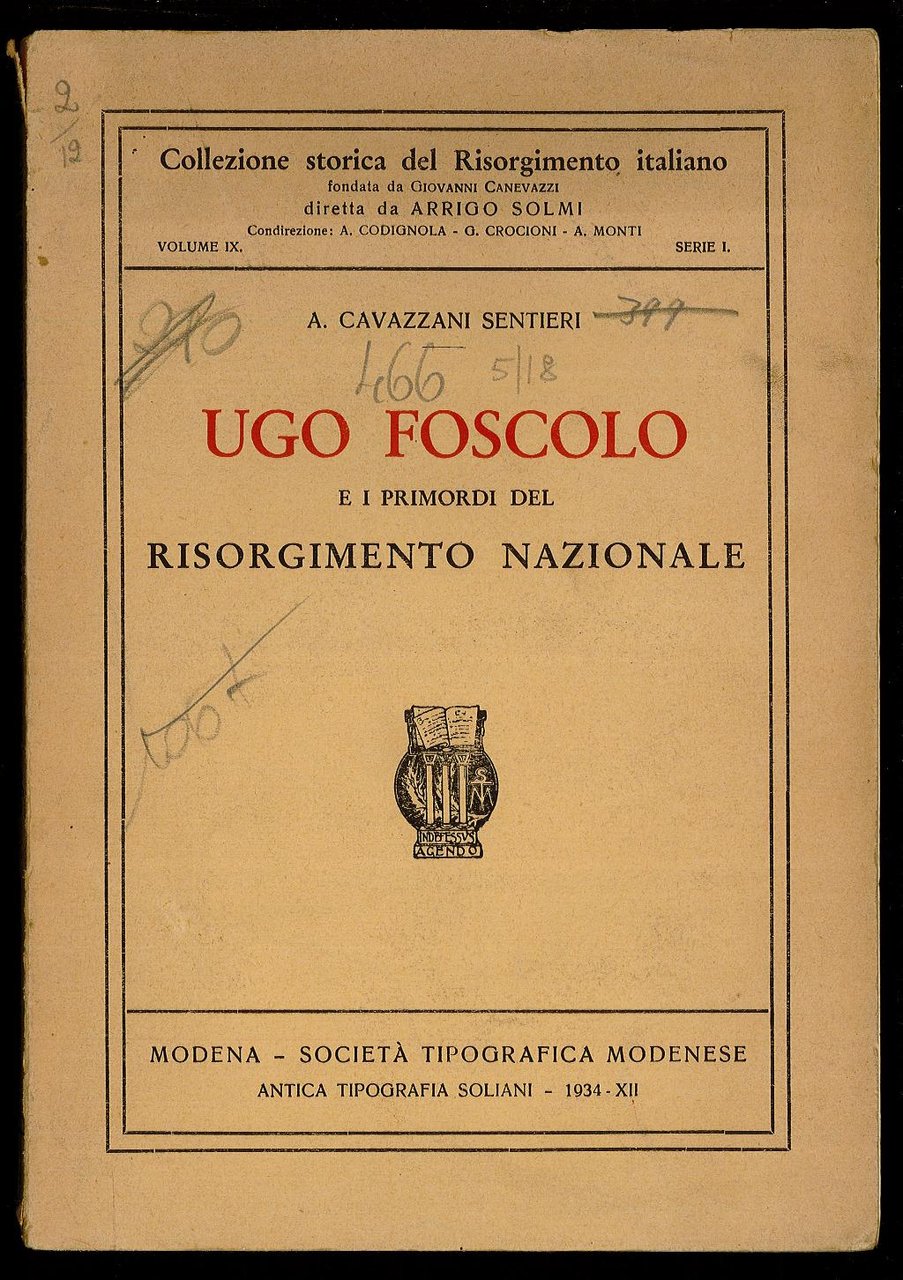 2
12
Collezione storica del Risorgimento italiano
fondata da GIOVANNI CANEVAZZI
diretta da ARRIGO SOLMI
Condirezione: A. CODIGNOLA - G. CROCIONI - A. MONTI
VOLUME IX. SERIE I.
A. CAVAZZANI SENTIERI
466 5/18
UGO FOSCOLO
E I PRIMORDI DEL
RISORGIMENTO NAZIONALE
INDEFESSVS
AGENDO
MODENA – SOCIETÀ TIPOGRAFICA MODENESE
ANTICA TIPOGRAFIA SOLIANI – 1934-XII